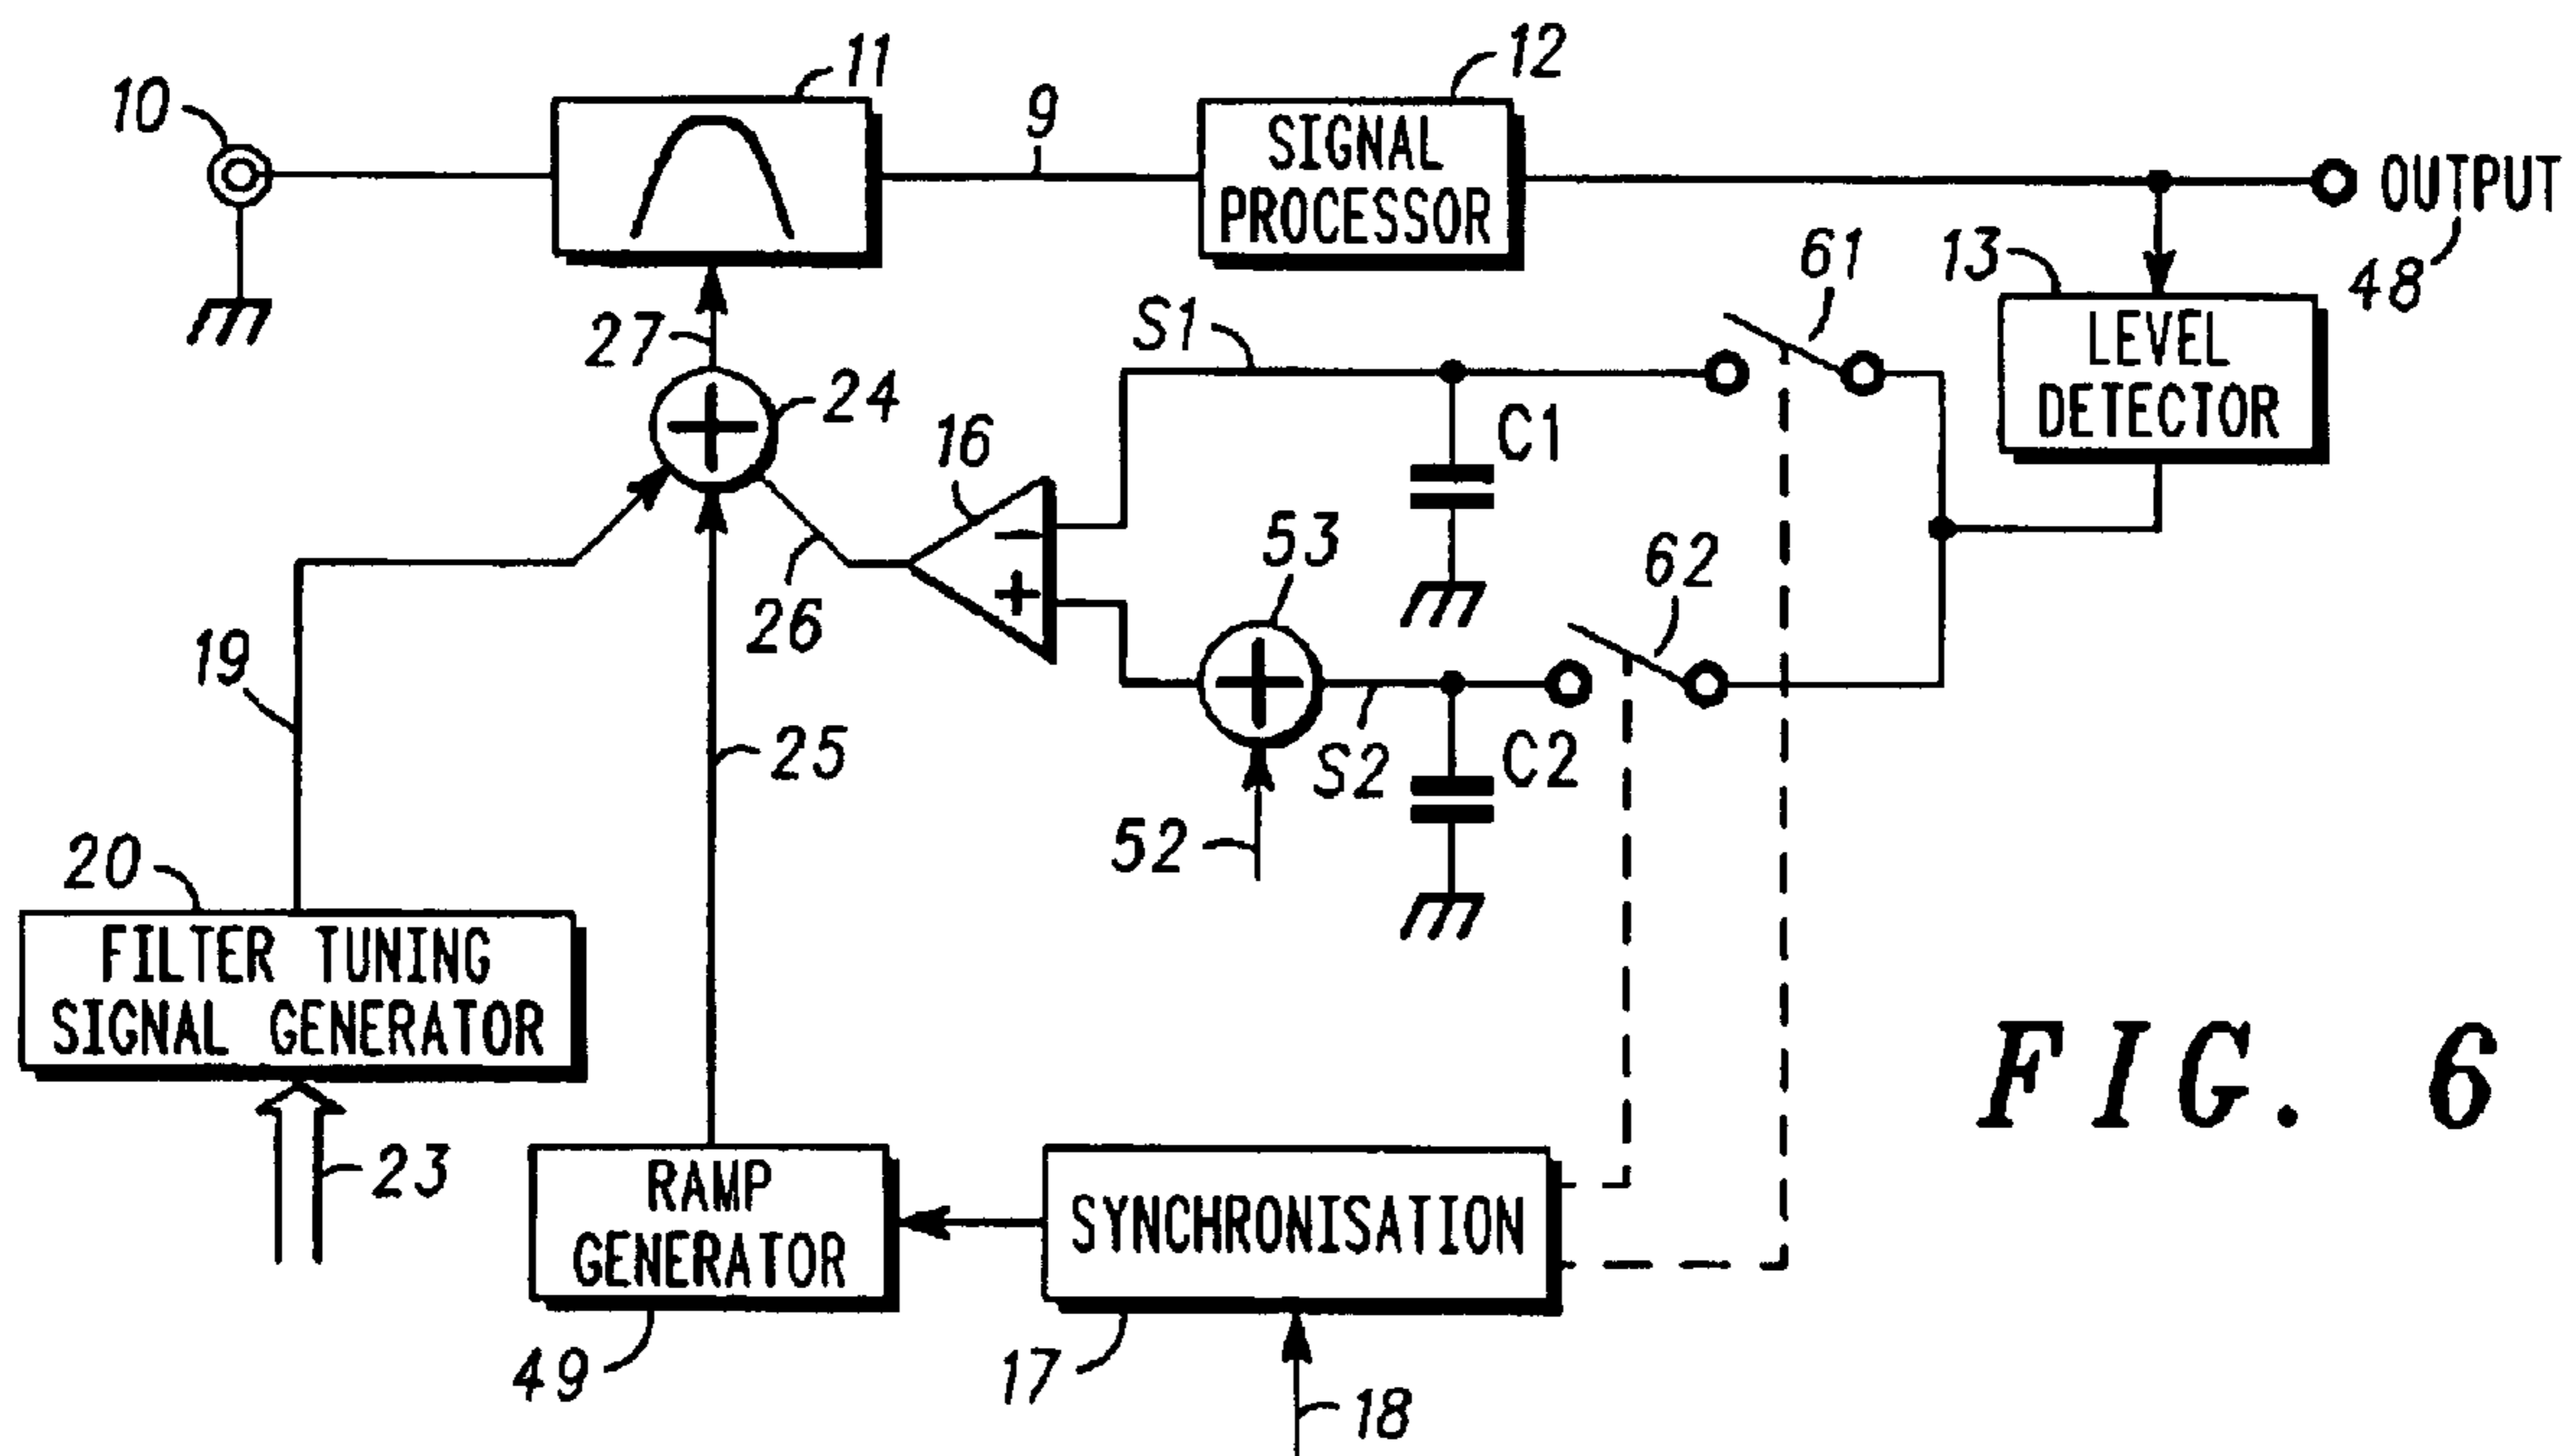 10
11
9
12
SIGNAL
PROCESSOR
OUTPUT
48
13
LEVEL
DETECTOR
61
S1
27
24
16
−
+
C1
53
62
26
19
25
52
S2
C2
20
FILTER TUNING
SIGNAL GENERATOR
23
RAMP
GENERATOR
49
SYNCHRONISATION
17
18
FIG. 6